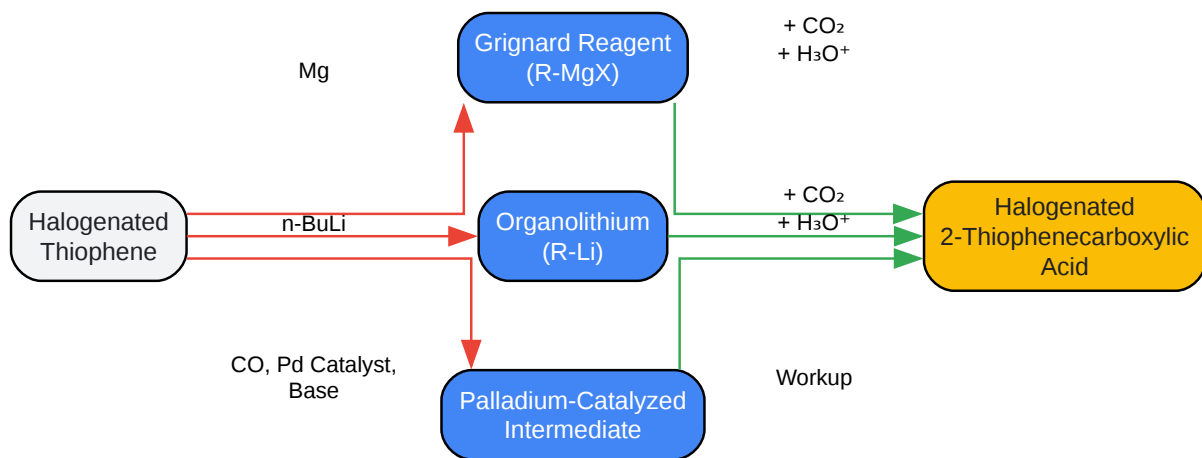 Grignard Reagent
(R-MgX)
+ CO₂
+ H₃O⁺
Mg
Halogenated
Thiophene
n-BuLi
Organolithium
(R-Li)
+ CO₂
+ H₃O⁺
Halogenated
2-Thiophenecarboxylic
Acid
CO, Pd Catalyst,
Base
Palladium-Catalyzed
Intermediate
Workup